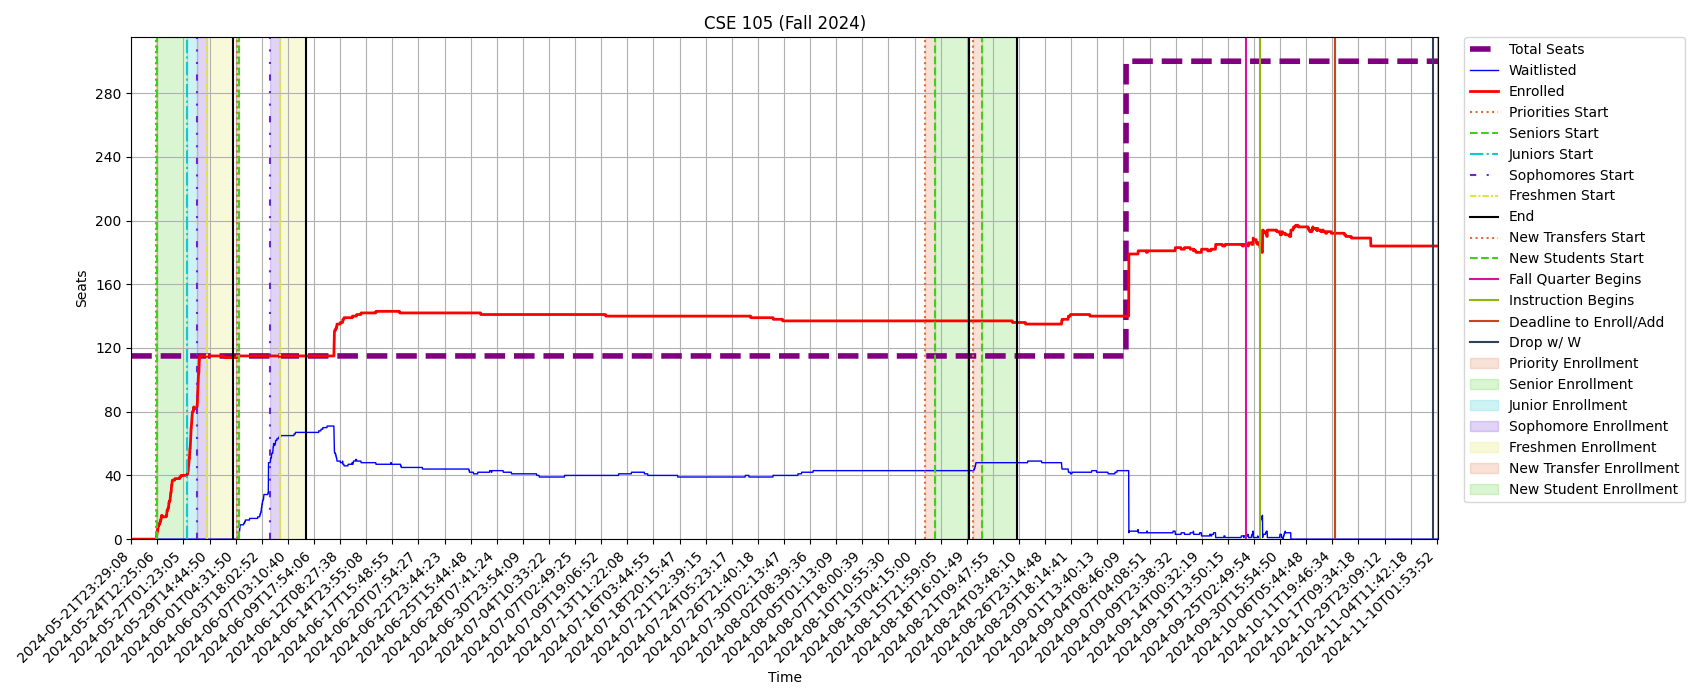 CSE 105 (Fall 2024)
Seats
280
240
200
160
120
80
40
0
2024-05-21T23:29:08
2024-05-24T12:25:06
2024-05-27T01:23:05
2024-05-29T14:44:50
2024-06-01T04:31:50
2024-06-03T18:02:52
2024-06-07T03:10:40
2024-06-09T17:54:06
2024-06-12T08:27:38
2024-06-14T23:55:08
2024-06-17T15:48:55
2024-06-20T07:54:27
2024-06-22T23:44:23
2024-06-25T15:44:48
2024-06-28T07:41:24
2024-06-30T23:54:09
2024-07-04T10:33:22
2024-07-07T02:49:25
2024-07-09T19:06:52
2024-07-13T11:22:08
2024-07-16T03:44:55
2024-07-18T20:15:47
2024-07-21T12:39:15
2024-07-24T05:23:17
2024-07-26T21:40:18
2024-07-30T02:13:47
2024-08-02T18:39:36
2024-08-05T11:13:09
2024-08-08T18:00:39
2024-08-10T10:55:30
2024-08-13T04:15:00
2024-08-15T21:59:05
2024-08-18T16:01:49
2024-08-21T09:47:55
2024-08-24T03:48:10
2024-08-26T23:14:48
2024-08-29T18:14:41
2024-09-01T13:40:13
2024-09-04T08:46:09
2024-09-07T04:08:51
2024-09-09T23:38:32
2024-09-14T00:32:19
2024-09-19T13:50:15
2024-09-25T02:49:54
2024-09-30T15:54:50
2024-10-06T05:44:48
2024-10-11T19:46:34
2024-10-17T09:34:18
2024-10-29T23:09:12
2024-11-04T11:42:18
2024-11-10T01:53:52
Time
Total Seats
Waitlisted
Enrolled
Priorities Start
Seniors Start
Juniors Start
Sophomores Start
Freshmen Start
End
New Transfers Start
New Students Start
Fall Quarter Begins
Instruction Begins
Deadline to Enroll/Add
Drop w/ W
Priority Enrollment
Senior Enrollment
Junior Enrollment
Sophomore Enrollment
Freshmen Enrollment
New Transfer Enrollment
New Student Enrollment